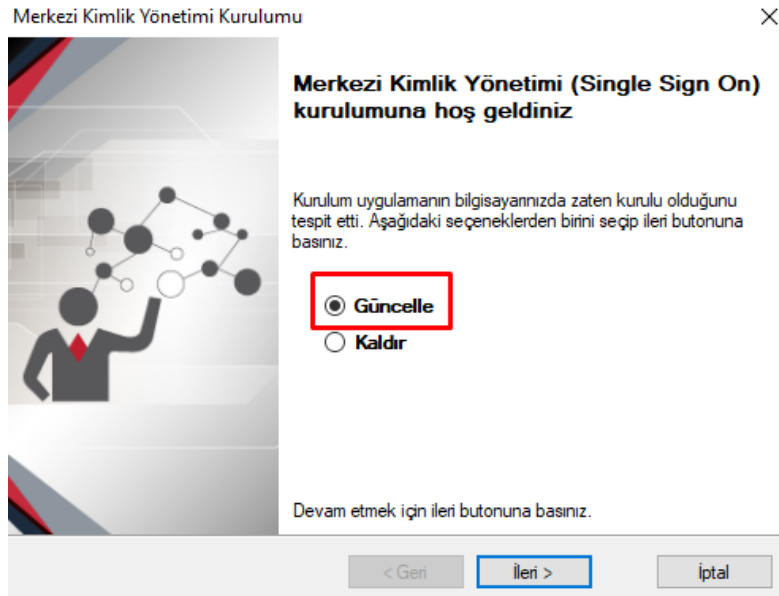 Merkezi Kimlik Yönetimi Kurulumu
Merkezi Kimlik Yönetimi (Single Sign On)
kurulumuna hoş geldiniz
Kurulum uygulamanın bilgisayarınızda zaten kurulu olduğunu
tespit etti. Aşağıdaki seçeneklerden birini seçip ileri butonuna
basınız.
Güncelle
Kaldır
Devam etmek için ileri butonuna basınız.
< Geri
İleri >
İptal